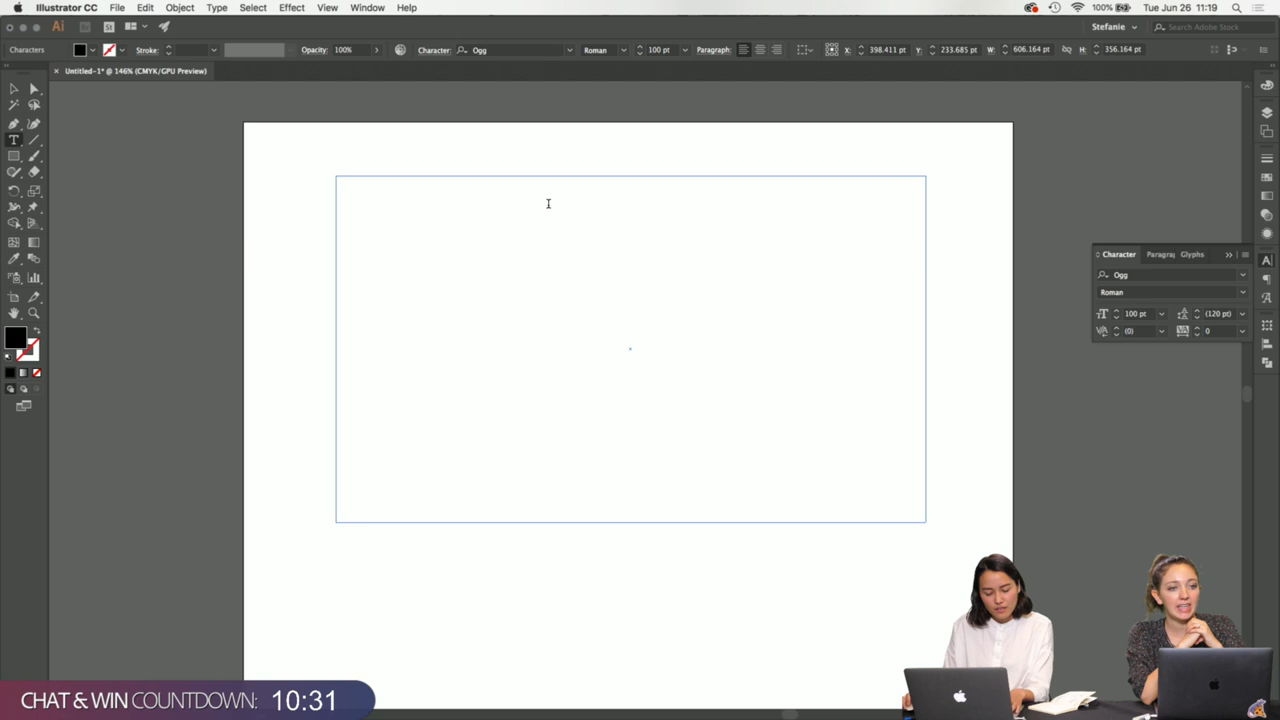 Illustrator CC File Edit Object Type Select Effect View Window Help 100% Tue Jun 26 11:19
Ai Br St Stefanie Search Adobe Stock
Characters Stroke: Opacity: 100% Character: Ogg Roman 100 pt Paragraph: X: 398.411 pt Y: 233.685 pt W: 606.164 pt H: 356.164 pt
× Untitled-1* @ 146% (CMYK/GPU Preview)
Character Paragra Glyphs
Ogg
Roman
100 pt (120 pt)
(0) 0
CHAT & WIN COUNTDOWN: 10:31